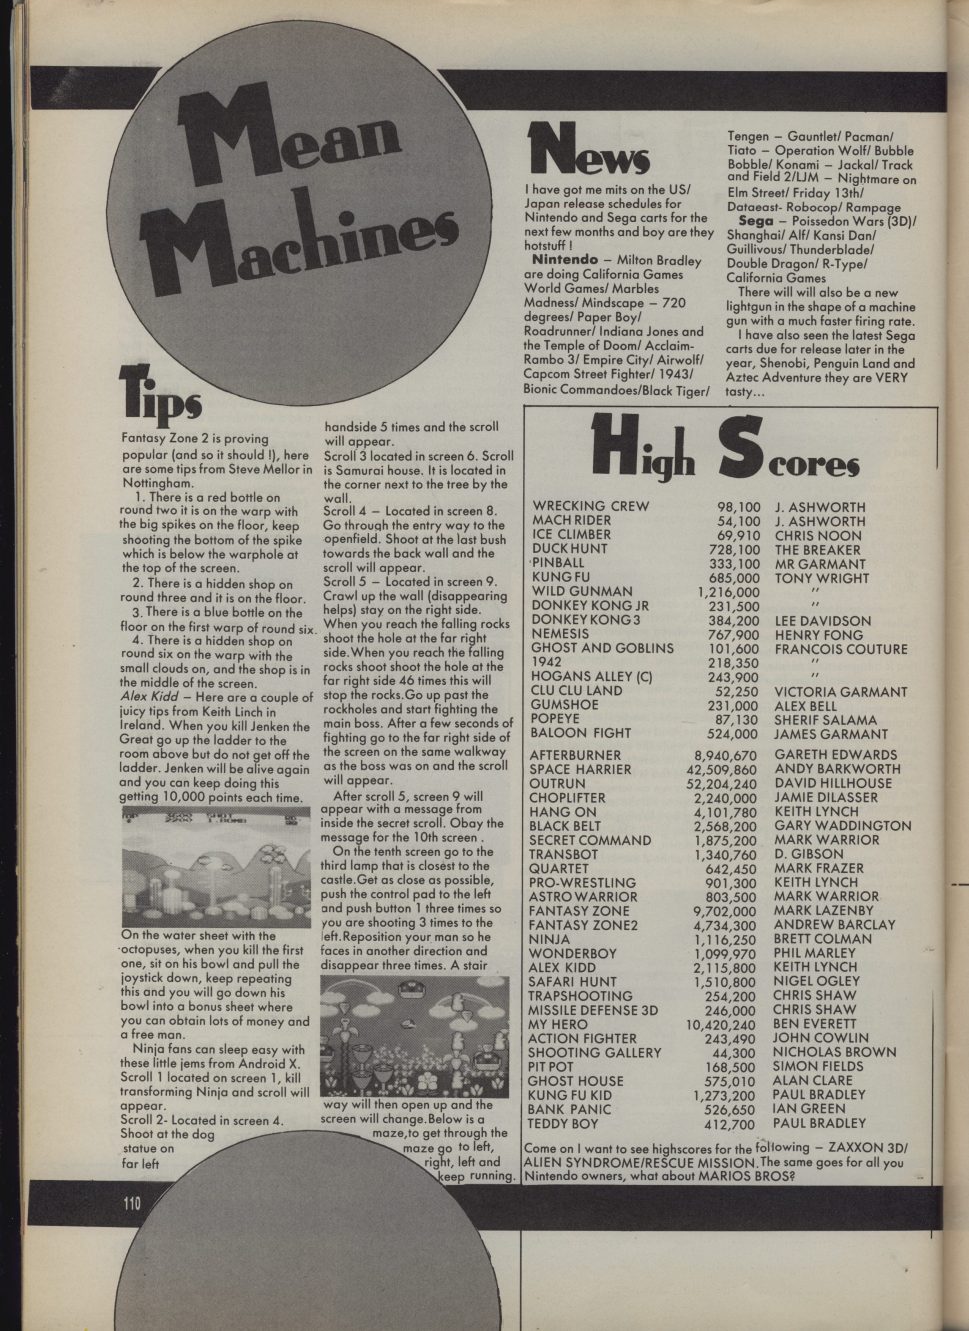 Mean
Machines
Tips
Fantasy Zone 2 is proving
popular (and so it should !), here
are some tips from Steve Mellor in
Nottingham.
1. There is a red bottle on
round two it is on the warp with
the big spikes on the floor, keep
shooting the bottom of the spike
which is below the warphole at
the top of the screen.
2. There is a hidden shop on
round three and it is on the floor.
3. There is a blue bottle on the
floor on the first warp of round six.
4. There is a hidden shop on
round six on the warp with the
small clouds on, and the shop is in
the middle of the screen.
Alex Kidd — Here are a couple of
juicy tips from Keith Linch in
Ireland. When you kill Jenken the
Great go up the ladder to the
room above but do not get off the
ladder. Jenken will be alive again
and you can keep doing this
getting 10,000 points each time.
On the water sheet with the
octopuses, when you kill the first
one, sit on his bowl and pull the
joystick down, keep repeating
this and you will go down his
bowl into a bonus sheet where
you can obtain lots of money and
a free man.
Ninja fans can sleep easy with
these little jems from Android X.
Scroll 1 located on screen 1, kill
transforming Ninja and scroll will
appear.
Scroll 2- Located in screen 4.
Shoot at the dog
statue on
far left
handside 5 times and the scroll
will appear.
Scroll 3 located in screen 6. Scroll
is Samurai house. It is located in
the corner next to the tree by the
wall.
Scroll 4 — Located in screen 8.
Go through the entry way to the
openfield. Shoot at the last bush
towards the back wall and the
scroll will appear.
Scroll 5 — Located in screen 9.
Crawl up the wall (disappearing
helps) stay on the right side.
When you reach the falling rocks
shoot the hole at the far right
side.When you reach the falling
rocks shoot shoot the hole at the
far right side 46 times this will
stop the rocks.Go up past the
rockholes and start fighting the
main boss. After a few seconds of
fighting go to the far right side of
the screen on the same walkway
as the boss was on and the scroll
will appear.
After scroll 5, screen 9 will
appear with a message from
inside the secret scroll. Obay the
message for the 10th screen .
On the tenth screen go to the
third lamp that is closest to the
castle.Get as close as possible,
push the control pad to the left
and push button 1 three times so
you are shooting 3 times to the
left.Reposition your man so he
faces in another direction and
disappear three times. A stair
way will then open up and the
screen will change.Below is a
maze,to get through the
maze go to left,
right, left and
keep running.
News
I have got me mits on the US/
Japan release schedules for
Nintendo and Sega carts for the
next few months and boy are they
hotstuff !
Nintendo — Milton Bradley
are doing California Games
World Games/ Marbles
Madness/ Mindscape — 720
degrees/ Paper Boy/
Roadrunner/ Indiana Jones and
the Temple of Doom/ Acclaim-
Rambo 3/ Empire City/ Airwolf/
Capcom Street Fighter/ 1943/
Bionic Commandoes/Black Tiger/
Tengen — Gauntlet/ Pacman/
Tiato — Operation Wolf/ Bubble
Bobble/ Konami — Jackal/ Track
and Field 2/LJM — Nightmare on
Elm Street/ Friday 13th/
Dataeast- Robocop/ Rampage
Sega — Poissedon Wars (3D)/
Shanghai/ Alf/ Kansi Dan/
Guillivous/ Thunderblade/
Double Dragon/ R-Type/
California Games
There will will also be a new
lightgun in the shape of a machine
gun with a much faster firing rate.
I have also seen the latest Sega
carts due for release later in the
year, Shenobi, Penguin Land and
Aztec Adventure they are VERY
tasty...
High Scores
WRECKING CREW 98,100 J. ASHWORTH
MACH RIDER 54,100 J. ASHWORTH
ICE CLIMBER 69,910 CHRIS NOON
DUCK HUNT 728,100 THE BREAKER
PINBALL 333,100 MR GARMANT
KUNG FU 685,000 TONY WRIGHT
WILD GUNMAN 1,216,000 "
DONKEY KONG JR 231,500 "
DONKEY KONG 3 384,200 LEE DAVIDSON
NEMESIS 767,900 HENRY FONG
GHOST AND GOBLINS 101,600 FRANCOIS COUTURE
1942 218,350 "
HOGANS ALLEY (C) 243,900 "
CLU CLU LAND 52,250 VICTORIA GARMANT
GUMSHOE 231,000 ALEX BELL
POPEYE 87,130 SHERIF SALAMA
BALOON FIGHT 524,000 JAMES GARMANT
AFTERBURNER 8,940,670 GARETH EDWARDS
SPACE HARRIER 42,509,860 ANDY BARKWORTH
OUTRUN 52,204,240 DAVID HILLHOUSE
CHOPLIFTER 2,240,000 JAMIE DILASSER
HANG ON 4,101,780 KEITH LYNCH
BLACK BELT 2,568,200 GARY WADDINGTON
SECRET COMMAND 1,875,200 MARK WARRIOR
TRANSBOT 1,340,760 D. GIBSON
QUARTET 642,450 MARK FRAZER
PRO-WRESTLING 901,300 KEITH LYNCH
ASTRO WARRIOR 803,500 MARK WARRIOR
FANTASY ZONE 9,702,000 MARK LAZENBY
FANTASY ZONE2 4,734,300 ANDREW BARCLAY
NINJA 1,116,250 BRETT COLMAN
WONDERBOY 1,099,970 PHIL MARLEY
ALEX KIDD 2,115,800 KEITH LYNCH
SAFARI HUNT 1,510,800 NIGEL OGLEY
TRAPSHOOTING 254,200 CHRIS SHAW
MISSILE DEFENSE 3D 246,000 CHRIS SHAW
MY HERO 10,420,240 BEN EVERETT
ACTION FIGHTER 243,490 JOHN COWLIN
SHOOTING GALLERY 44,300 NICHOLAS BROWN
PIT POT 168,500 SIMON FIELDS
GHOST HOUSE 575,010 ALAN CLARE
KUNG FU KID 1,273,200 PAUL BRADLEY
BANK PANIC 526,650 IAN GREEN
TEDDY BOY 412,700 PAUL BRADLEY
Come on I want to see highscores for the following — ZAXXON 3D/
ALIEN SYNDROME/RESCUE MISSION.The same goes for all you
Nintendo owners, what about MARIOS BROS?
110